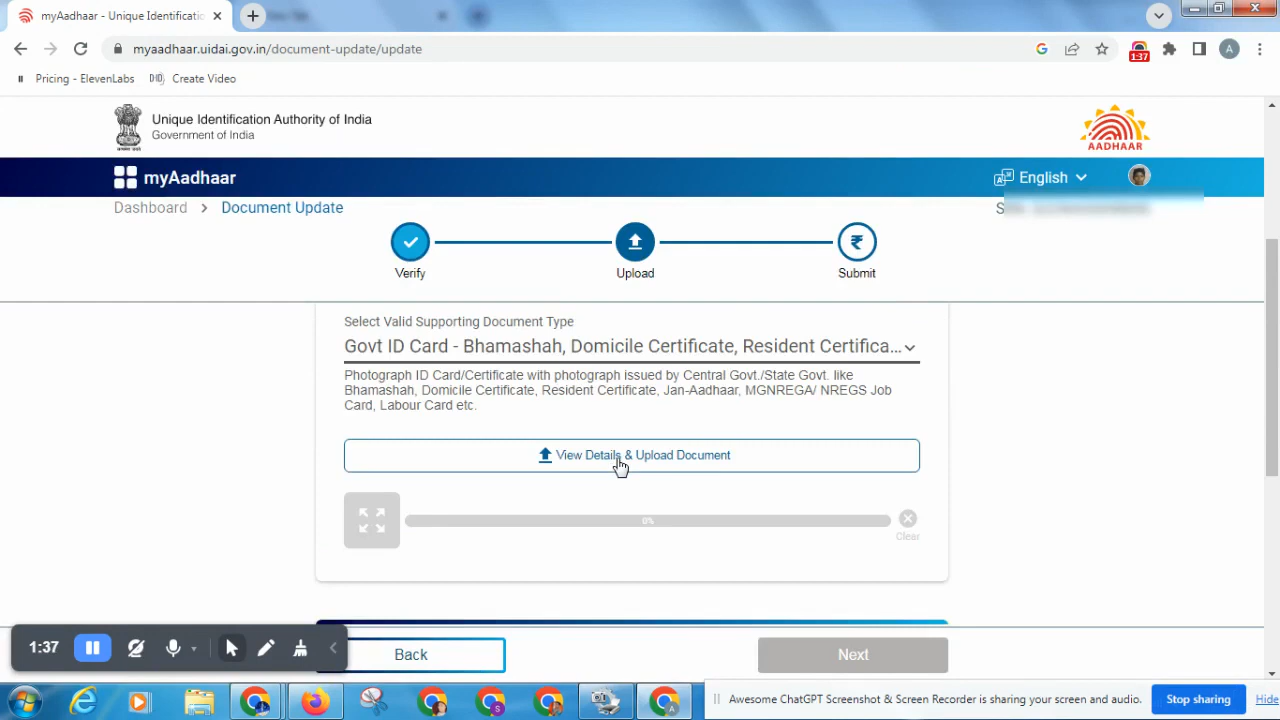 myAadhaar - Unique Identificatio
myaadhaar.uidai.gov.in/document-update/update
1:37
A
Pricing - ElevenLabs
Create Video
Unique Identification Authority of India
Government of India
AADHAAR
myAadhaar
English
Dashboard > Document Update
Verify
Upload
Submit
Select Valid Supporting Document Type
Govt ID Card - Bhamashah, Domicile Certificate, Resident Certifica...
Photograph ID Card/Certificate with photograph issued by Central Govt./State Govt. like
Bhamashah, Domicile Certificate, Resident Certificate, Jan-Aadhaar, MGNREGA/ NREGS Job
Card, Labour Card etc.
View Details & Upload Document
0%
Clear
1:37
Back
Next
Awesome ChatGPT Screenshot & Screen Recorder is sharing your screen and audio.
Stop sharing
Hide